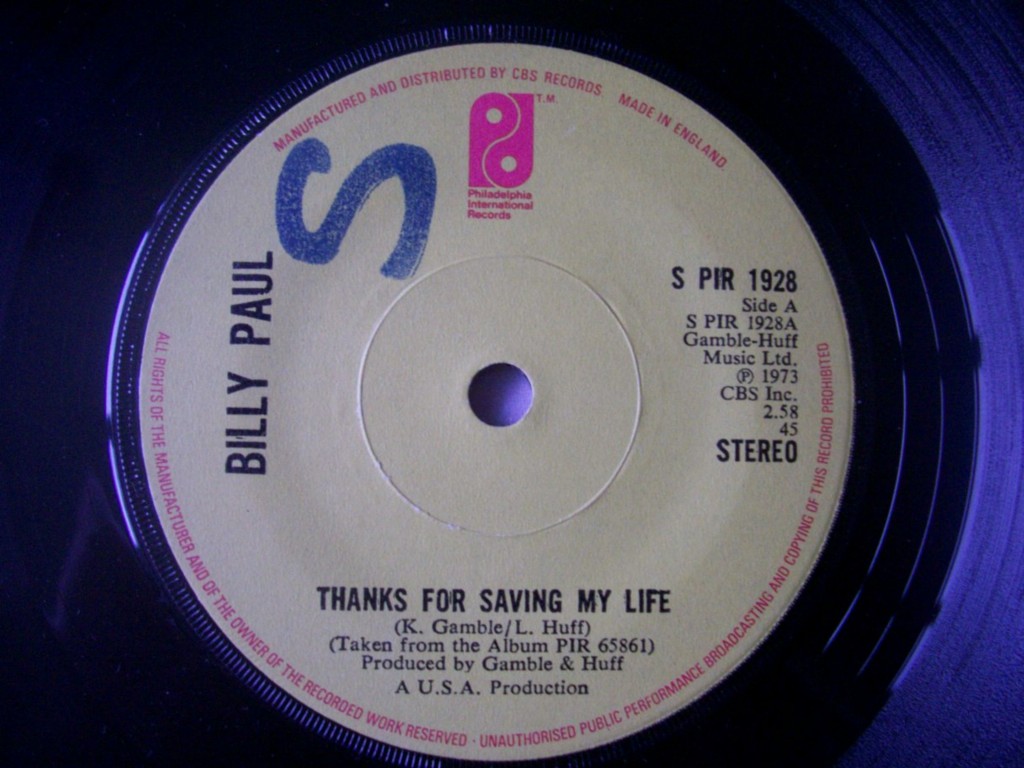 MANUFACTURED AND DISTRIBUTED BY CBS RECORDS MADE IN ENGLAND.
T.M.
Philadelphia
International
Records
S
BILLY PAUL
S PIR 1928
Side A
S PIR 1928A
Gamble-Huff
Music Ltd.
℗ 1973
CBS Inc.
2.58
45
STEREO
THANKS FOR SAVING MY LIFE
(K. Gamble/L. Huff)
(Taken from the Album PIR 65861)
Produced by Gamble & Huff
A U.S.A. Production
ALL RIGHTS OF THE MANUFACTURER AND OF THE OWNER OF THE RECORDED WORK RESERVED · UNAUTHORISED PUBLIC PERFORMANCE BROADCASTING AND COPYING OF THIS RECORD PROHIBITED